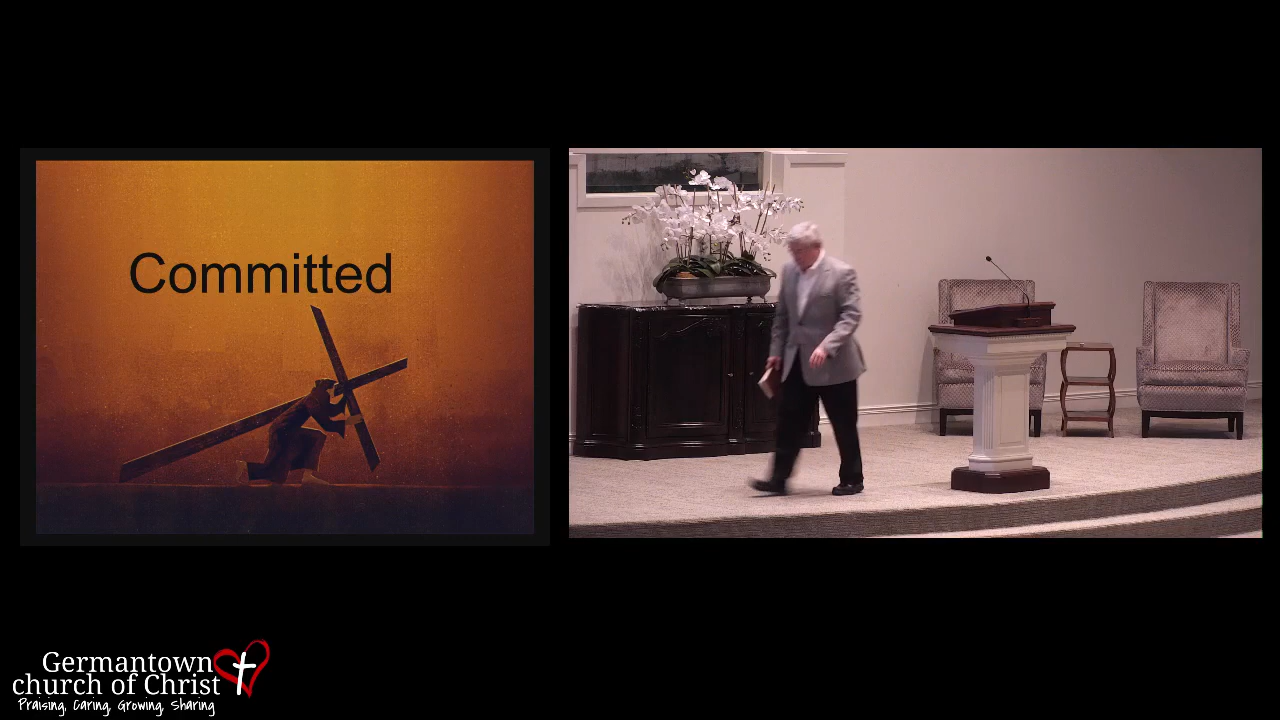 Committed
Germantown
church of Christ
Praising, Caring, Growing, Sharing